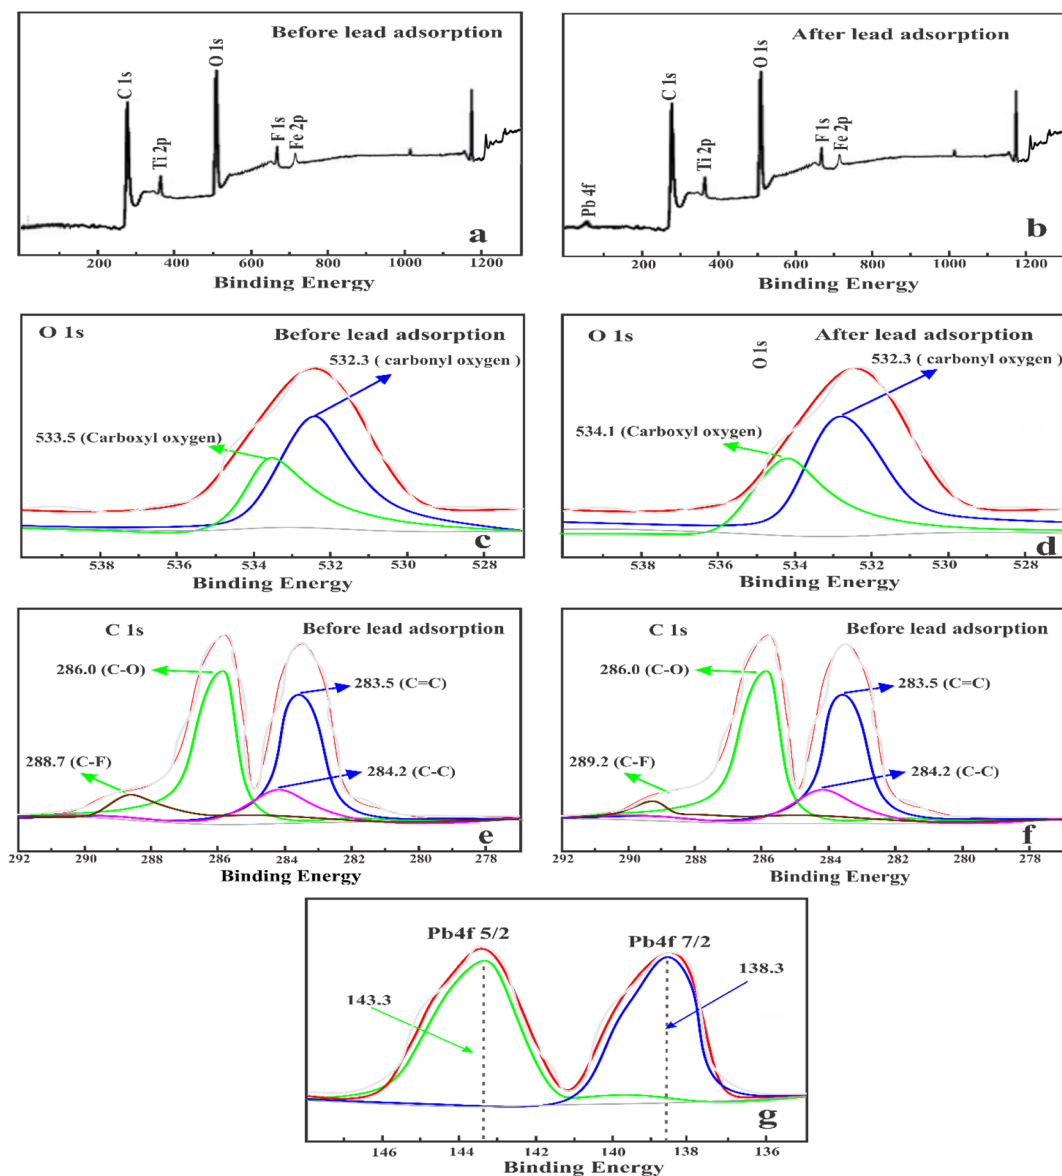 Before lead adsorption
C 1s
Ti 2p
O 1s
F 1s
Fe 2p
a
200 400 600 800 1000 1200
Binding Energy
After lead adsorption
Pb 4f
C 1s
Ti 2p
O 1s
F 1s
Fe 2p
b
200 400 600 800 1000 1200
Binding Energy
O 1s
Before lead adsorption
532.3 ( carbonyl oxygen )
533.5 (Carboxyl oxygen)
c
538 536 534 532 530 528
Binding Energy
O 1s
After lead adsorption
O 1s
532.3 ( carbonyl oxygen )
534.1 (Carboxyl oxygen)
d
538 536 534 532 530 528
Binding Energy
C 1s
Before lead adsorption
286.0 (C-O)
283.5 (C=C)
288.7 (C-F)
284.2 (C-C)
e
292 290 288 286 284 282 280 278
Binding Energy
C 1s
Before lead adsorption
286.0 (C-O)
283.5 (C=C)
289.2 (C-F)
284.2 (C-C)
f
292 290 288 286 284 282 280 278
Binding Energy
Pb4f 5/2
Pb4f 7/2
143.3
138.3
g
146 144 142 140 138 136
Binding Energy